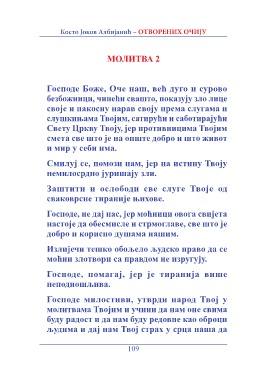 Косто Јоков Албијанић – ОТВОРЕНИХ ОЧИЈУ
МОЛИТВА 2
Господе Боже, Оче наш, већ дуго и сурово
безбожници, чинећи свашто, показују зло лице
своје и пакосну нарав своју према слугама и
слушкињама Твојим, сатирући и саботирајући
Свету Цркву Твоју, јер противницима Твојим
смета све што је на опште добро и што живот
и мир у себи има.
Смилуј се, помози нам, јер на истину Твоју
немилосрдно јуришају зли.
Заштити и ослободи све слуге Твоје од
сваковрсне тираније њихове.
Господе, не дај нас, јер моћници овога свијета
настоје да обесмисле и стрмоглаве, све што је
добро и корисно душама нашим.
Излијечи тешко обољело људско право да се
моћни злотвори са правдом не изругују.
Господе, помагај, јер је тиранија више
неподношљива.
Господе милостиви, утврди народ Твој у
молитвама Твојим и учини да нам оне свима
буду радост и да нам буду редовне као оброци
људима и дај нам Твој страх у срца наша да
109